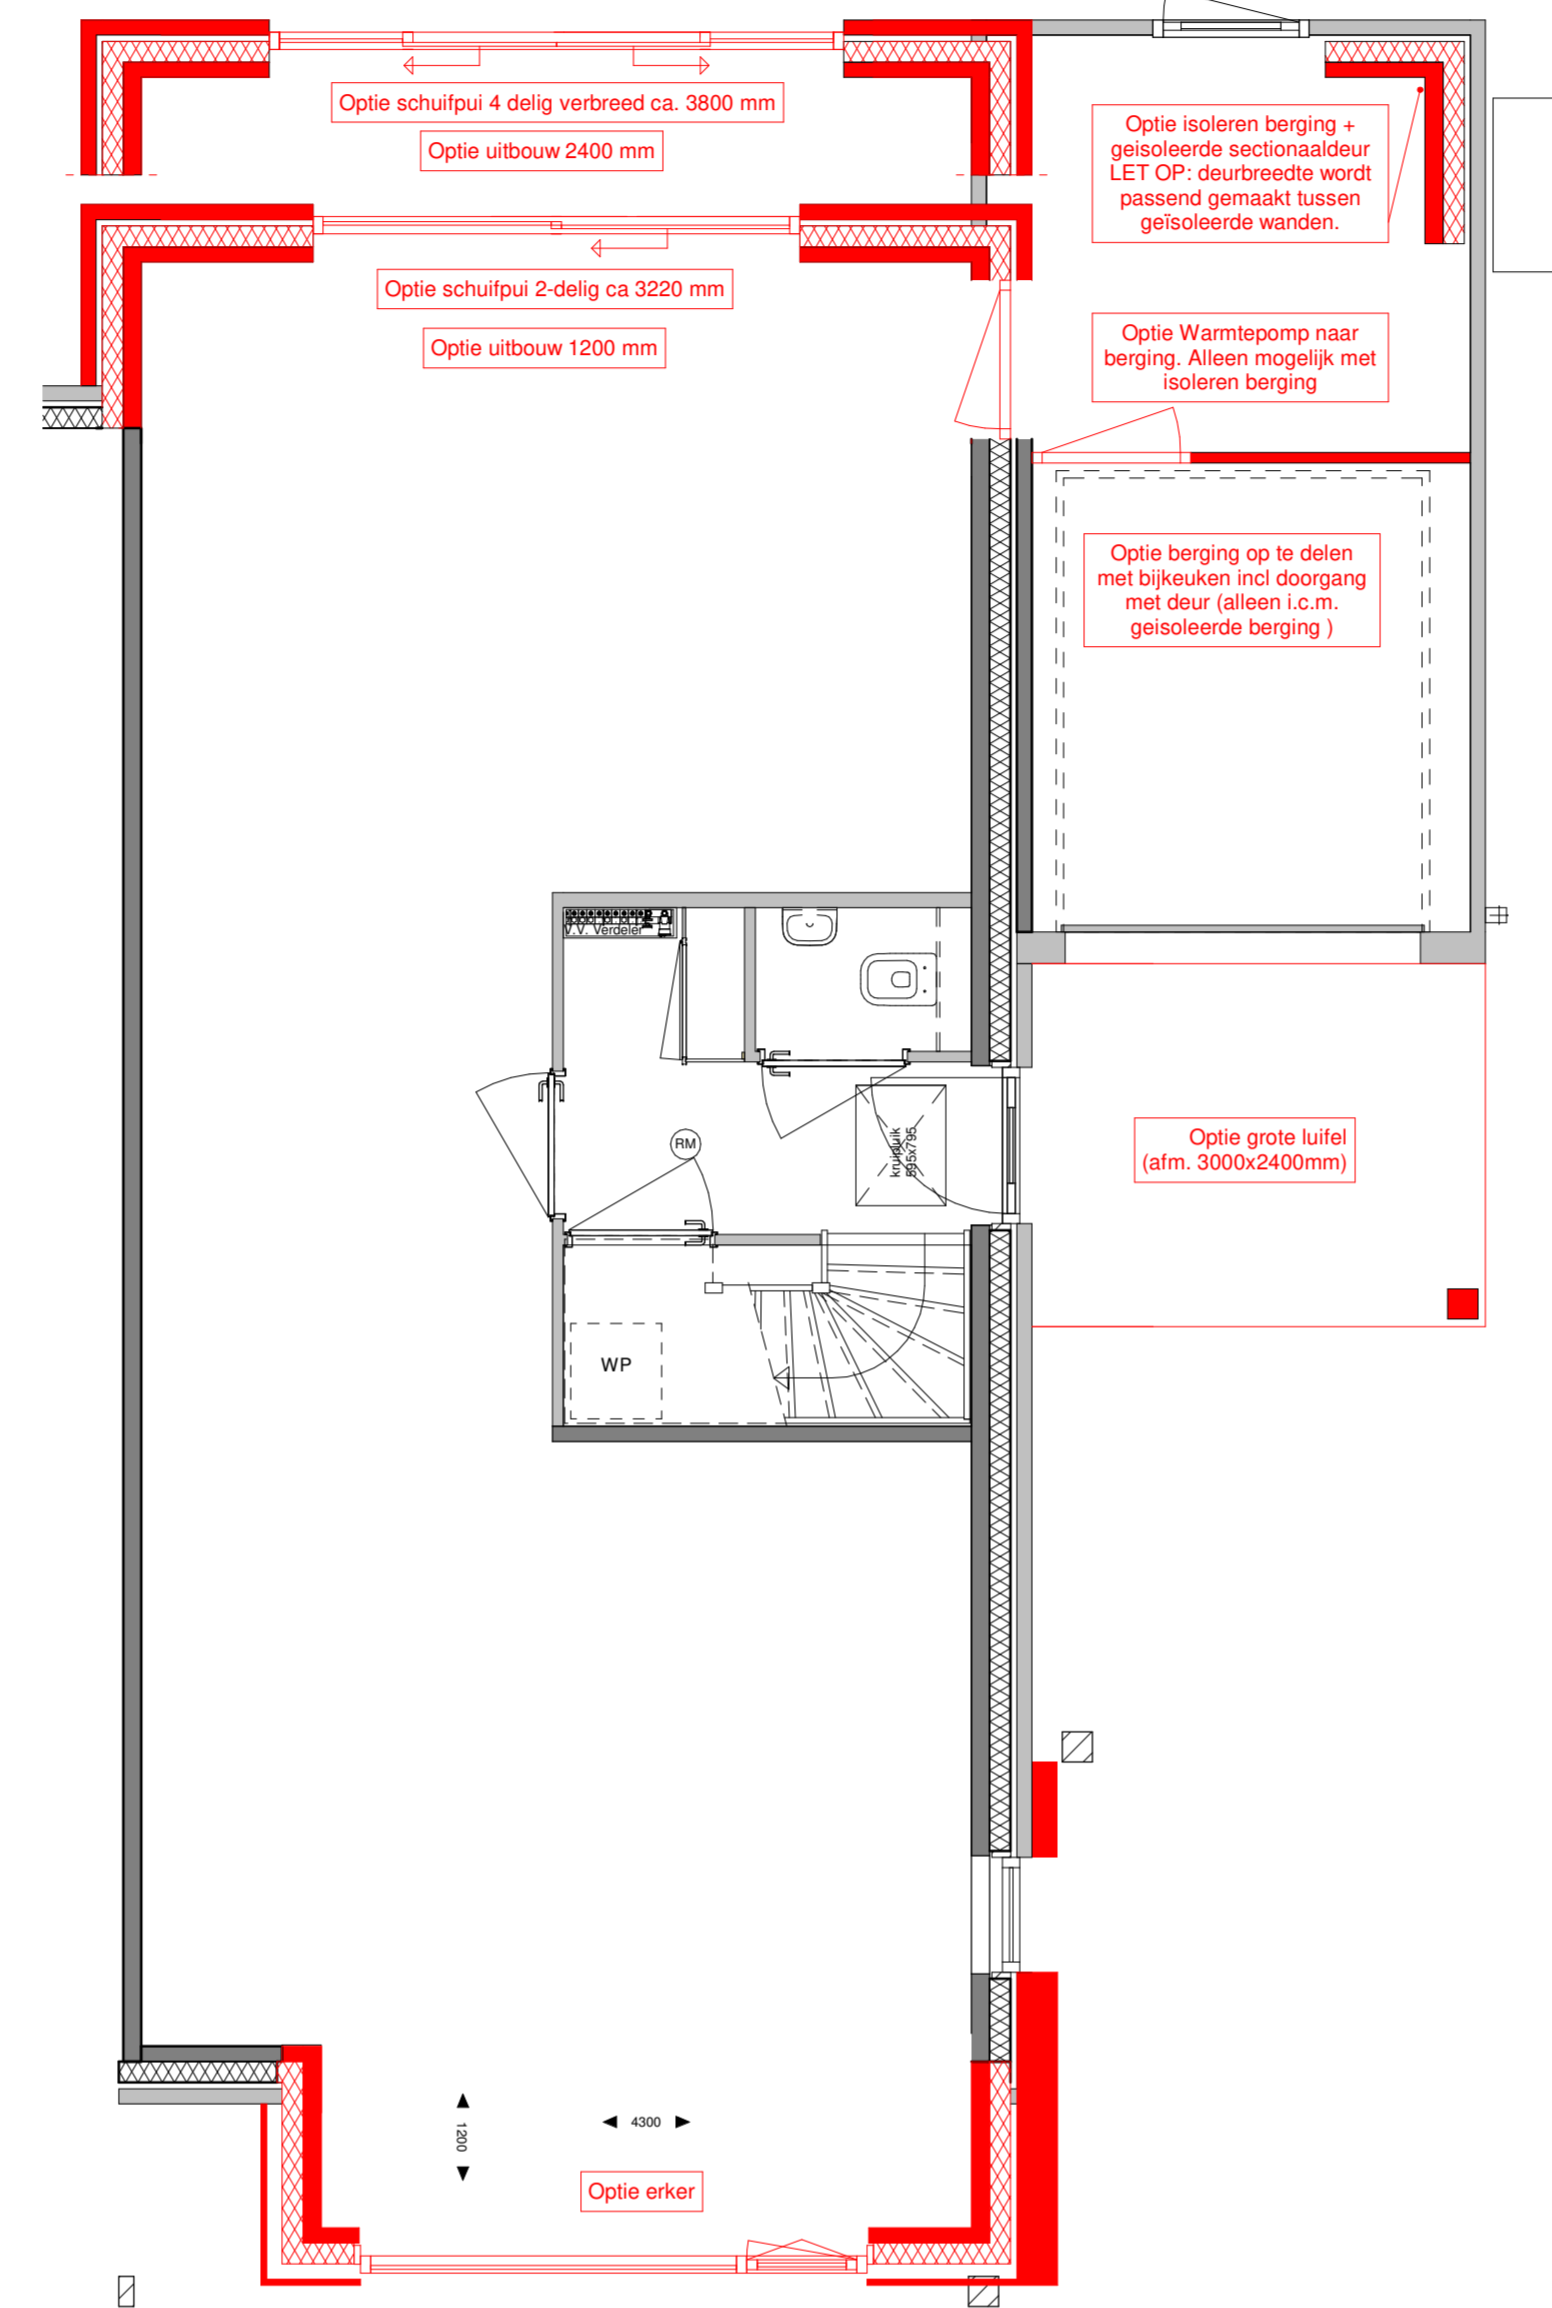 Optie schuifpui 4 delig verbreed ca. 3800 mm
Optie uitbouw 2400 mm
Optie isoleren berging +
geisoleerde sectionaaldeur
LET OP: deurbreedte wordt
passend gemaakt tussen
geïsoleerde wanden.
Optie schuifpui 2-delig ca 3220 mm
Optie uitbouw 1200 mm
Optie Warmtepomp naar
berging. Alleen mogelijk met
isoleren berging
Optie berging op te delen
met bijkeuken incl doorgang
met deur (alleen i.c.m.
geisoleerde berging )
V.V. Verdeler
RM
kruipluik
595x795
Optie grote luifel
(afm. 3000x2400mm)
WP
1200
4300
Optie erker